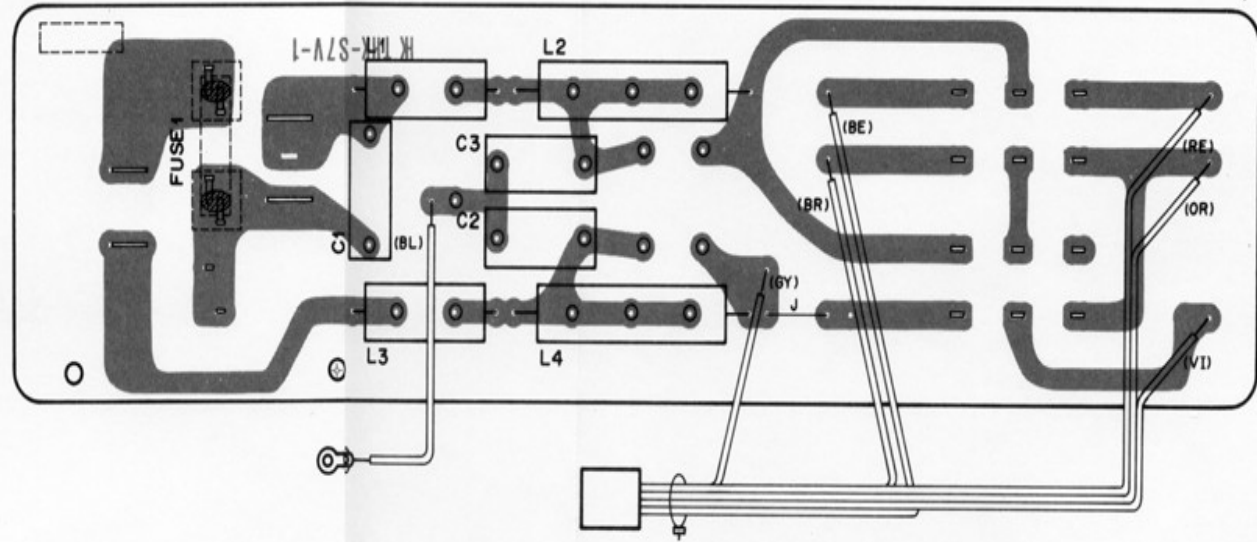 L2
FUSE1
C3
(BE)
(RE)
(BR)
(OR)
C2
C1
(BL)
(GY)
J
L3
L4
(VI)